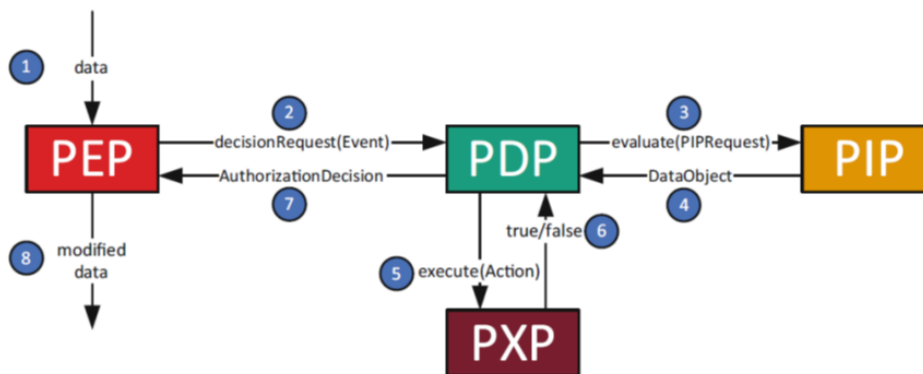 1
data
2
3
PEP
decisionRequest(Event)
PDP
evaluate(PIPRequest)
PIP
AuthorizationDecision
DataObject
7
4
8
modified
data
true/false
6
5
execute(Action)
PXP